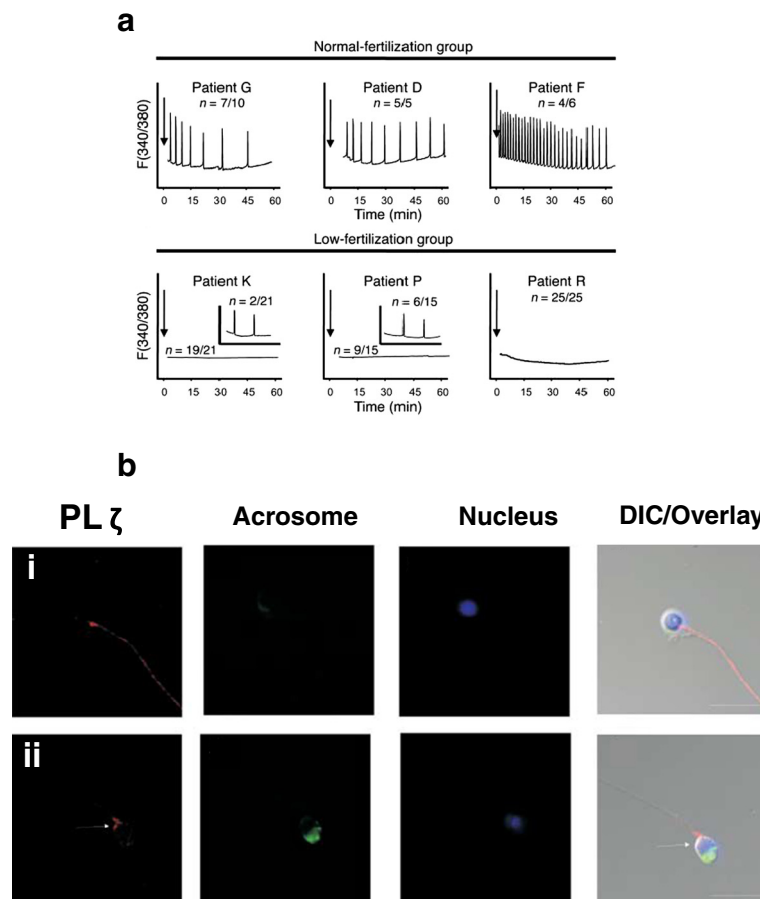 a
Normal-fertilization group
Patient G
n = 7/10
Patient D
n = 5/5
Patient F
n = 4/6
F(340/380)
0 15 30 45 60
0 15 30 45 60
0 15 30 45 60
Time (min)
Low-fertilization group
Patient K
n = 2/21
n = 19/21
Patient P
n = 6/15
n = 9/15
Patient R
n = 25/25
F(340/380)
0 15 30 45 60
0 15 30 45 60
0 15 30 45 60
Time (min)
b
PL ζ
Acrosome
Nucleus
DIC/Overlay
i
ii